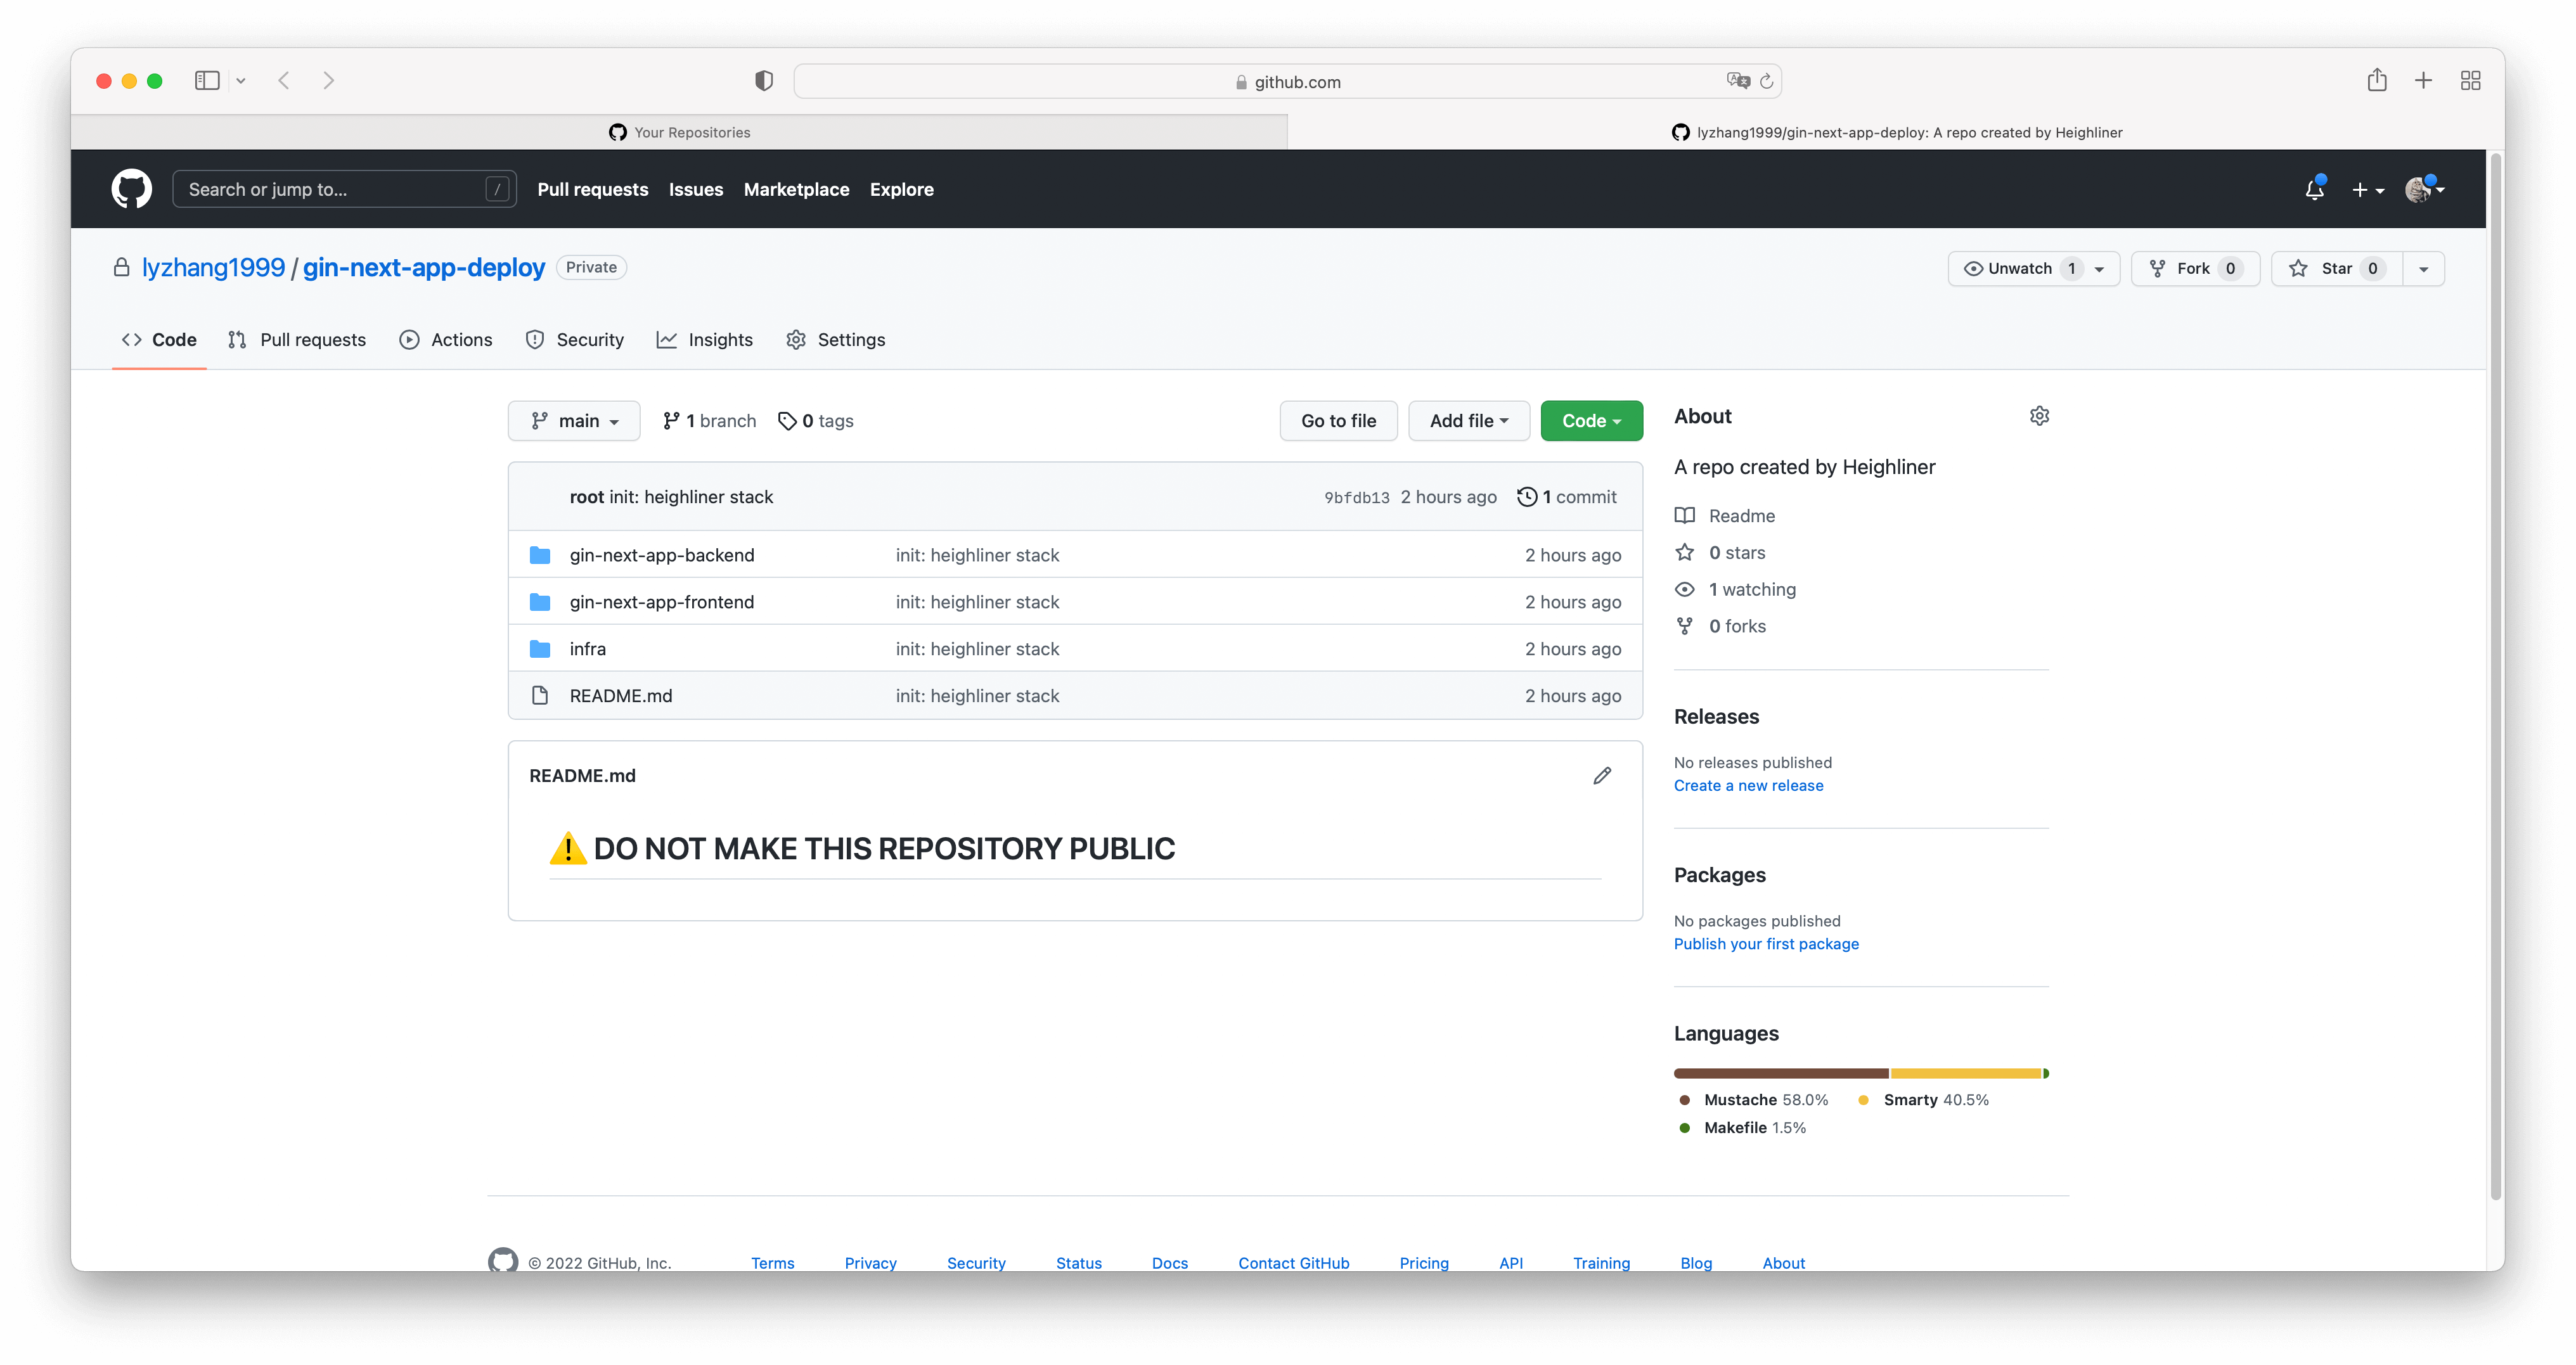 github.com
Your Repositories
lyzhang1999/gin-next-app-deploy: A repo created by Heighliner
Search or jump to... /
Pull requests Issues Marketplace Explore
lyzhang1999 / gin-next-app-deploy Private
Unwatch 1 Fork 0 Star 0
Code Pull requests Actions Security Insights Settings
main 1 branch 0 tags Go to file Add file Code
root init: heighliner stack 9bfdb13 2 hours ago 1 commit
gin-next-app-backend init: heighliner stack 2 hours ago
gin-next-app-frontend init: heighliner stack 2 hours ago
infra init: heighliner stack 2 hours ago
README.md init: heighliner stack 2 hours ago
README.md
⚠️ DO NOT MAKE THIS REPOSITORY PUBLIC
About
A repo created by Heighliner
Readme
0 stars
1 watching
0 forks
Releases
No releases published
Create a new release
Packages
No packages published
Publish your first package
Languages
Mustache 58.0% Smarty 40.5%
Makefile 1.5%
© 2022 GitHub, Inc. Terms Privacy Security Status Docs Contact GitHub Pricing API Training Blog About